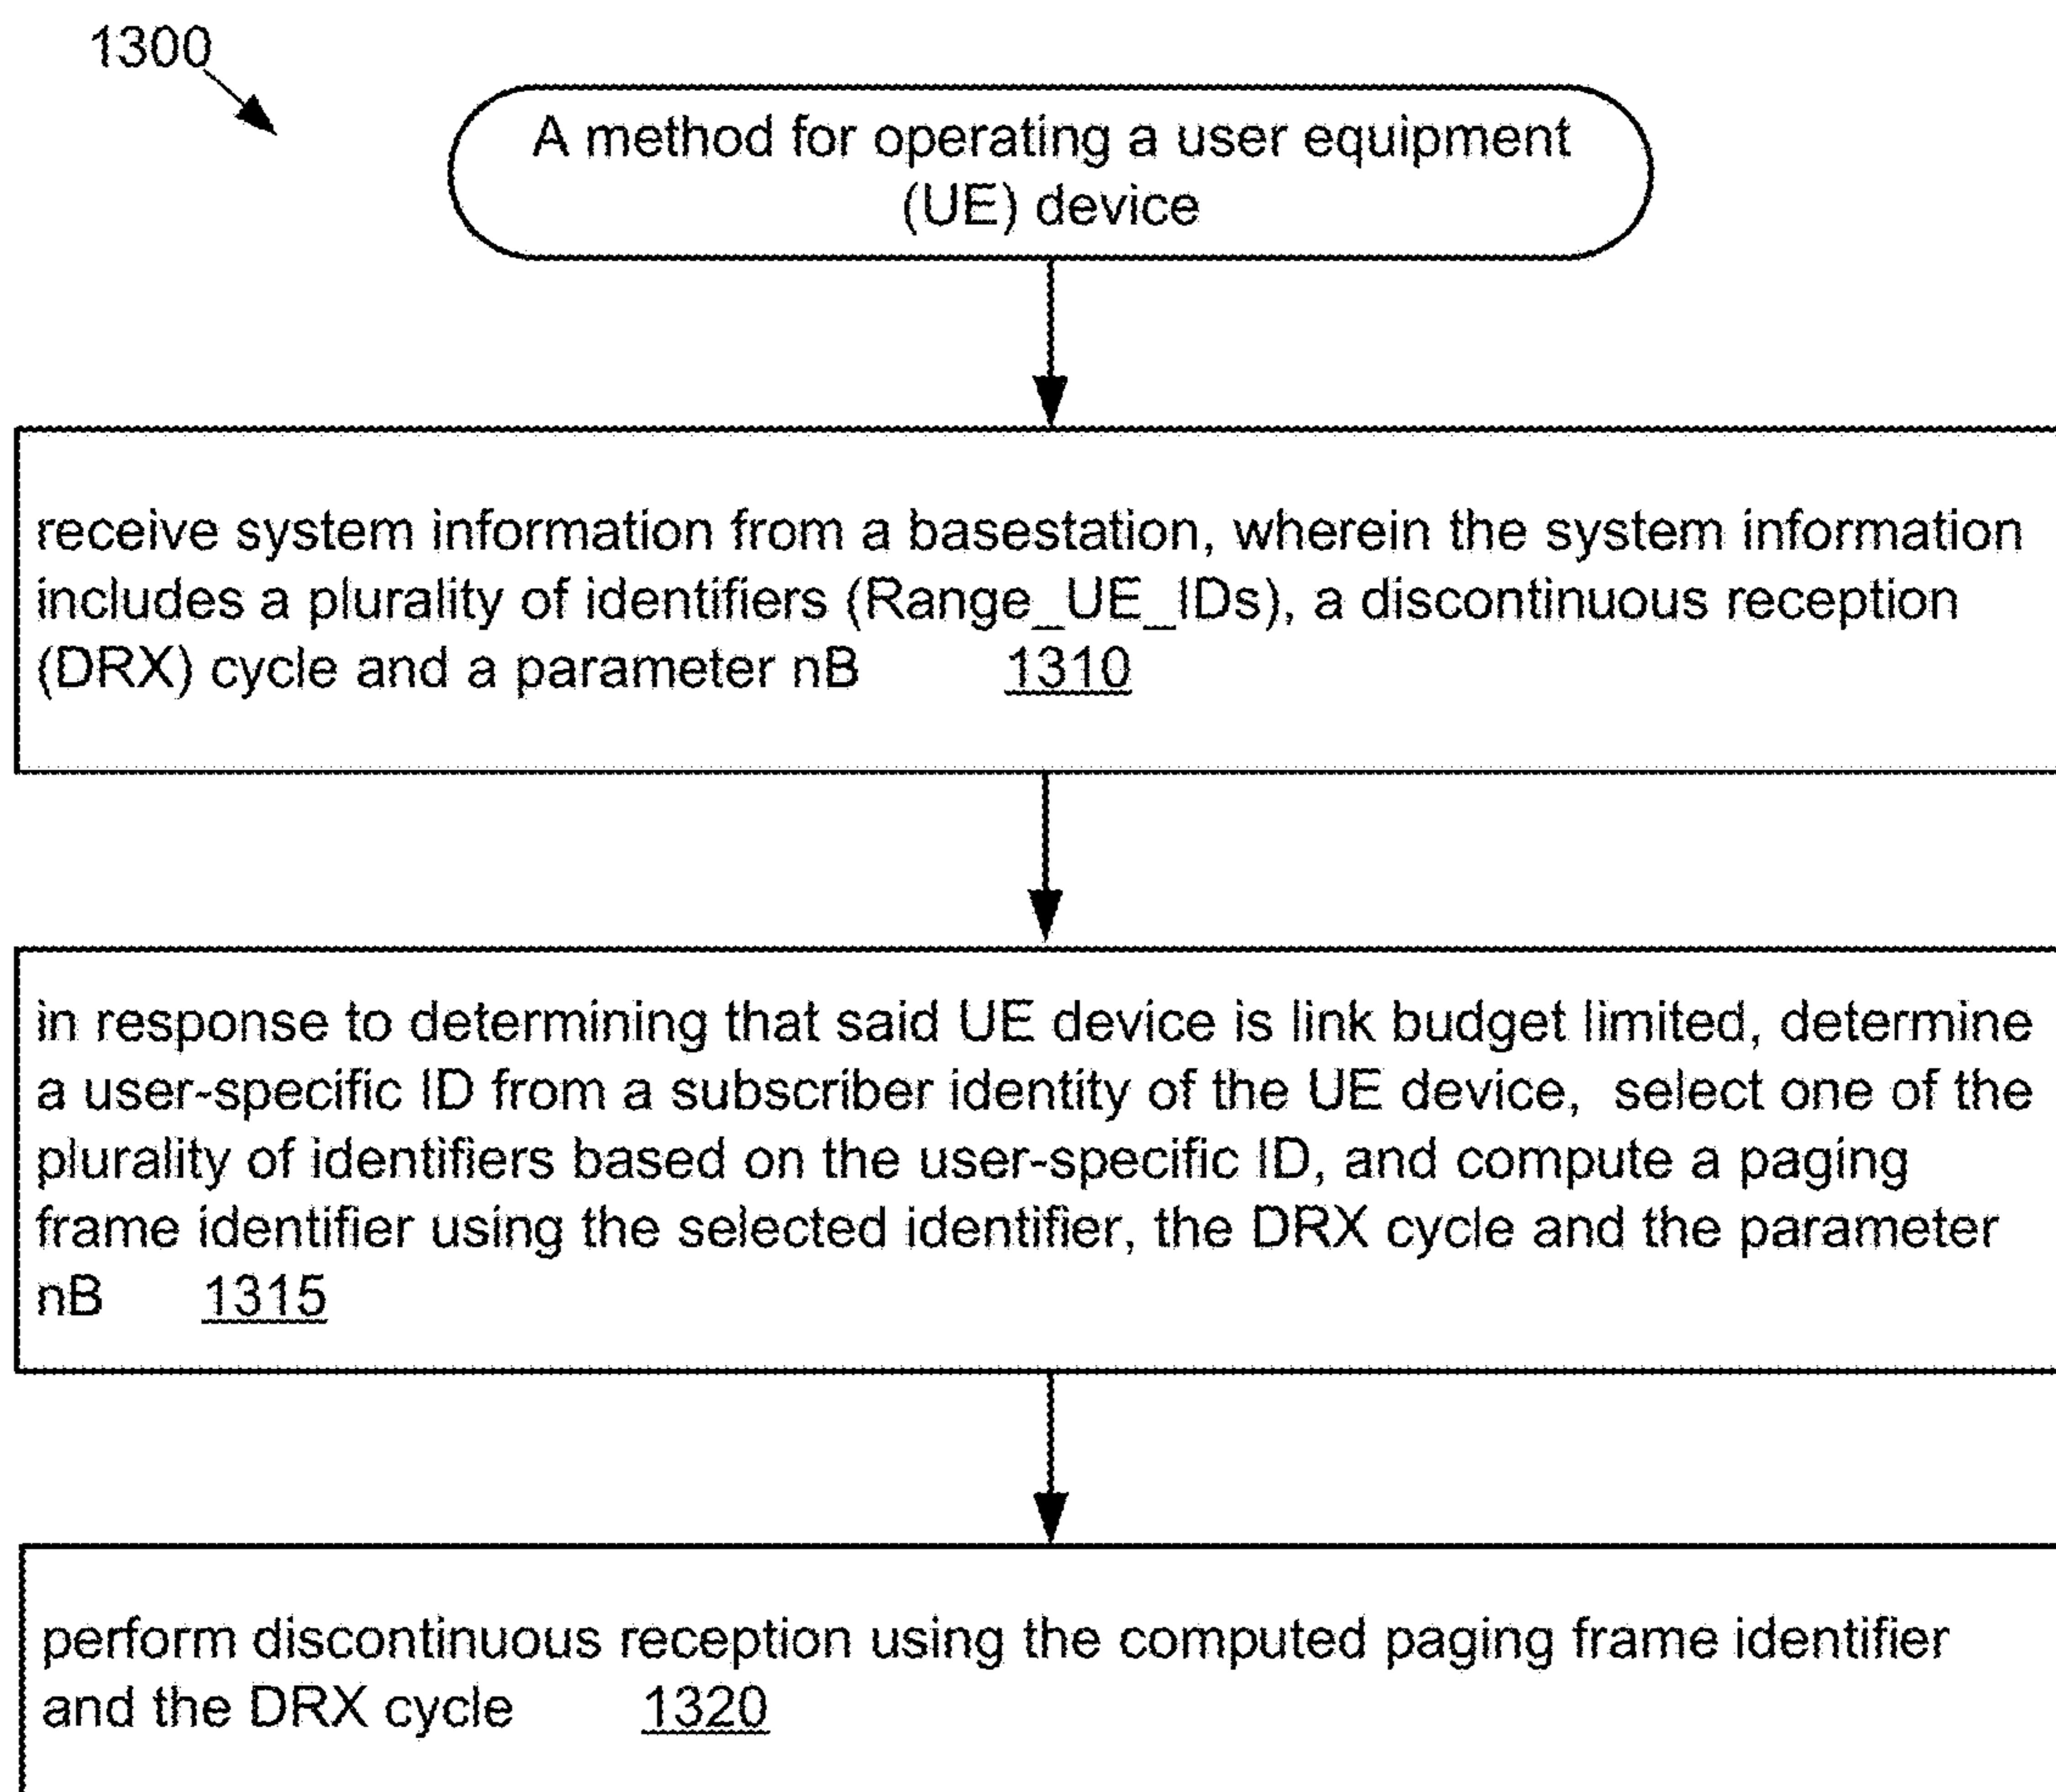 1300
A method for operating a user equipment
(UE) device
receive system information from a basestation, wherein the system information
includes a plurality of identifiers (Range_UE_IDs), a discontinuous reception
(DRX) cycle and a parameter nB 1310
in response to determining that said UE device is link budget limited, determine
a user-specific ID from a subscriber identity of the UE device, select one of the
plurality of identifiers based on the user-specific ID, and compute a paging
frame identifier using the selected identifier, the DRX cycle and the parameter
nB 1315
perform discontinuous reception using the computed paging frame identifier
and the DRX cycle 1320